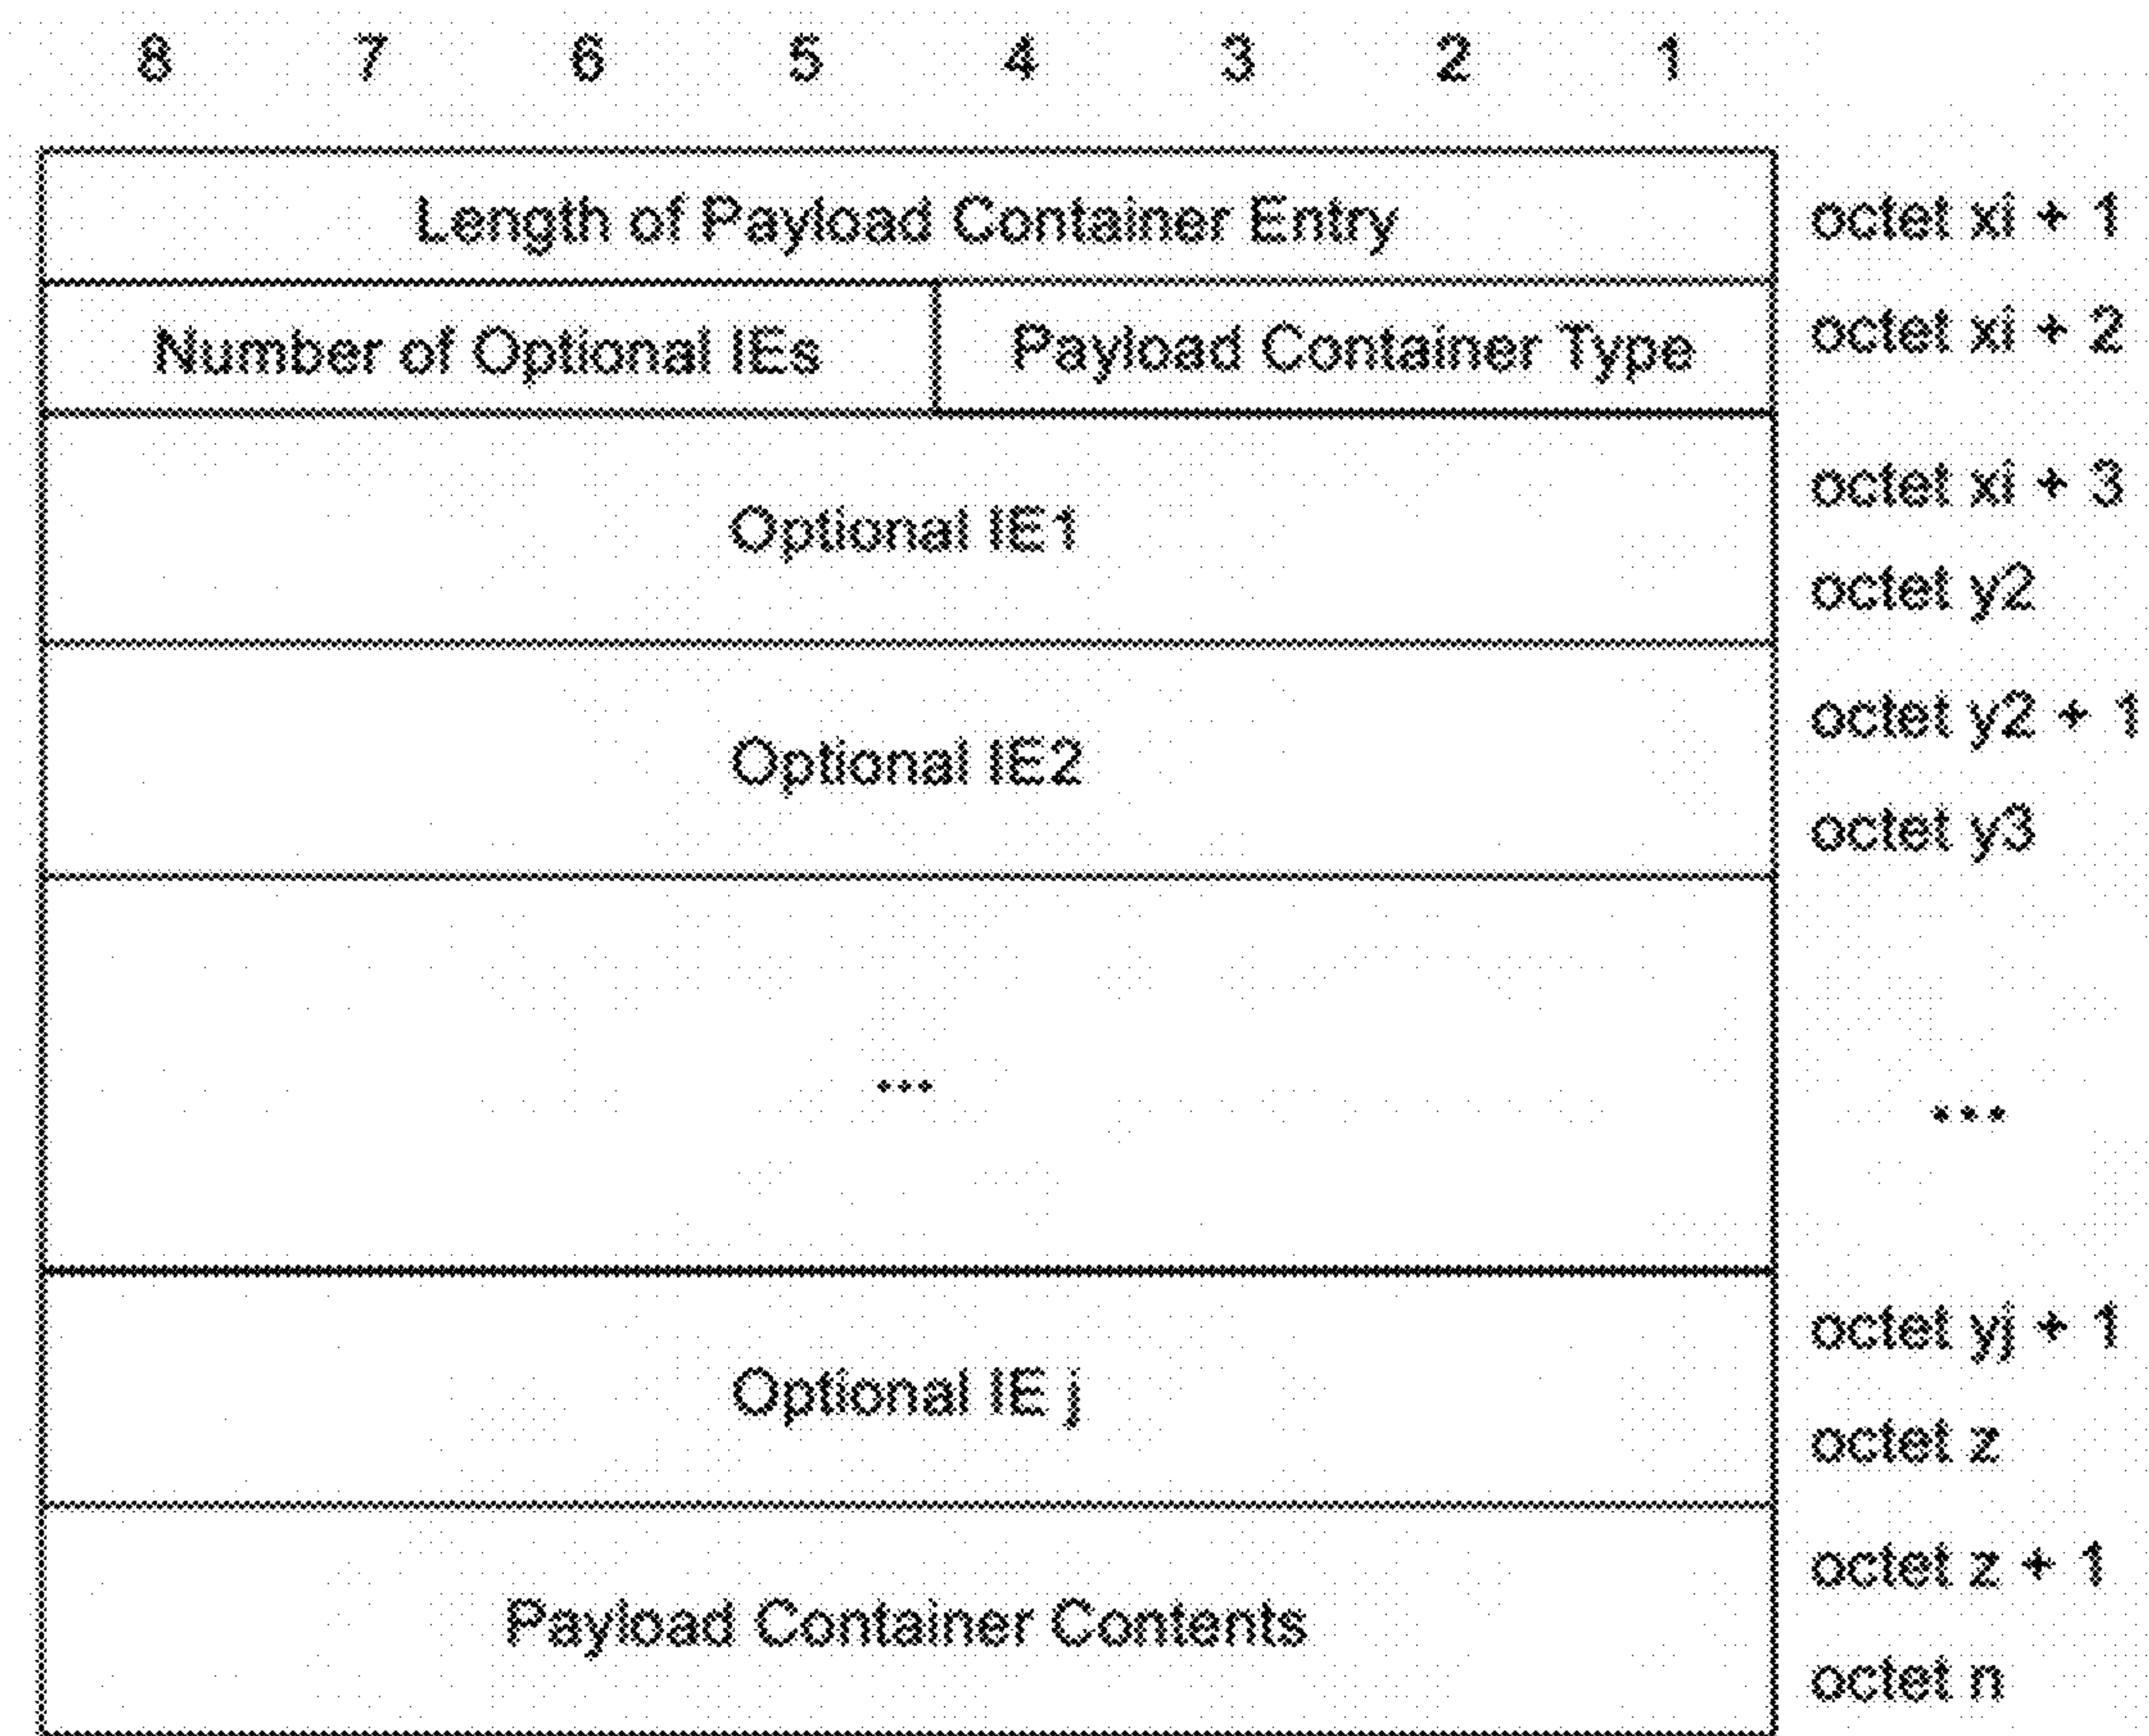 8 7 6 5 4 3 2 1
Length of Payload Container Entry octet xi + 1
Number of Optional IEs Payload Container Type octet xi + 2
octet xi + 3
Optional IE1
octet y2
octet y2 + 1
Optional IE2
octet y3
...
...
octet yj + 1
Optional IE j
octet z
octet z + 1
Payload Container Contents
octet n